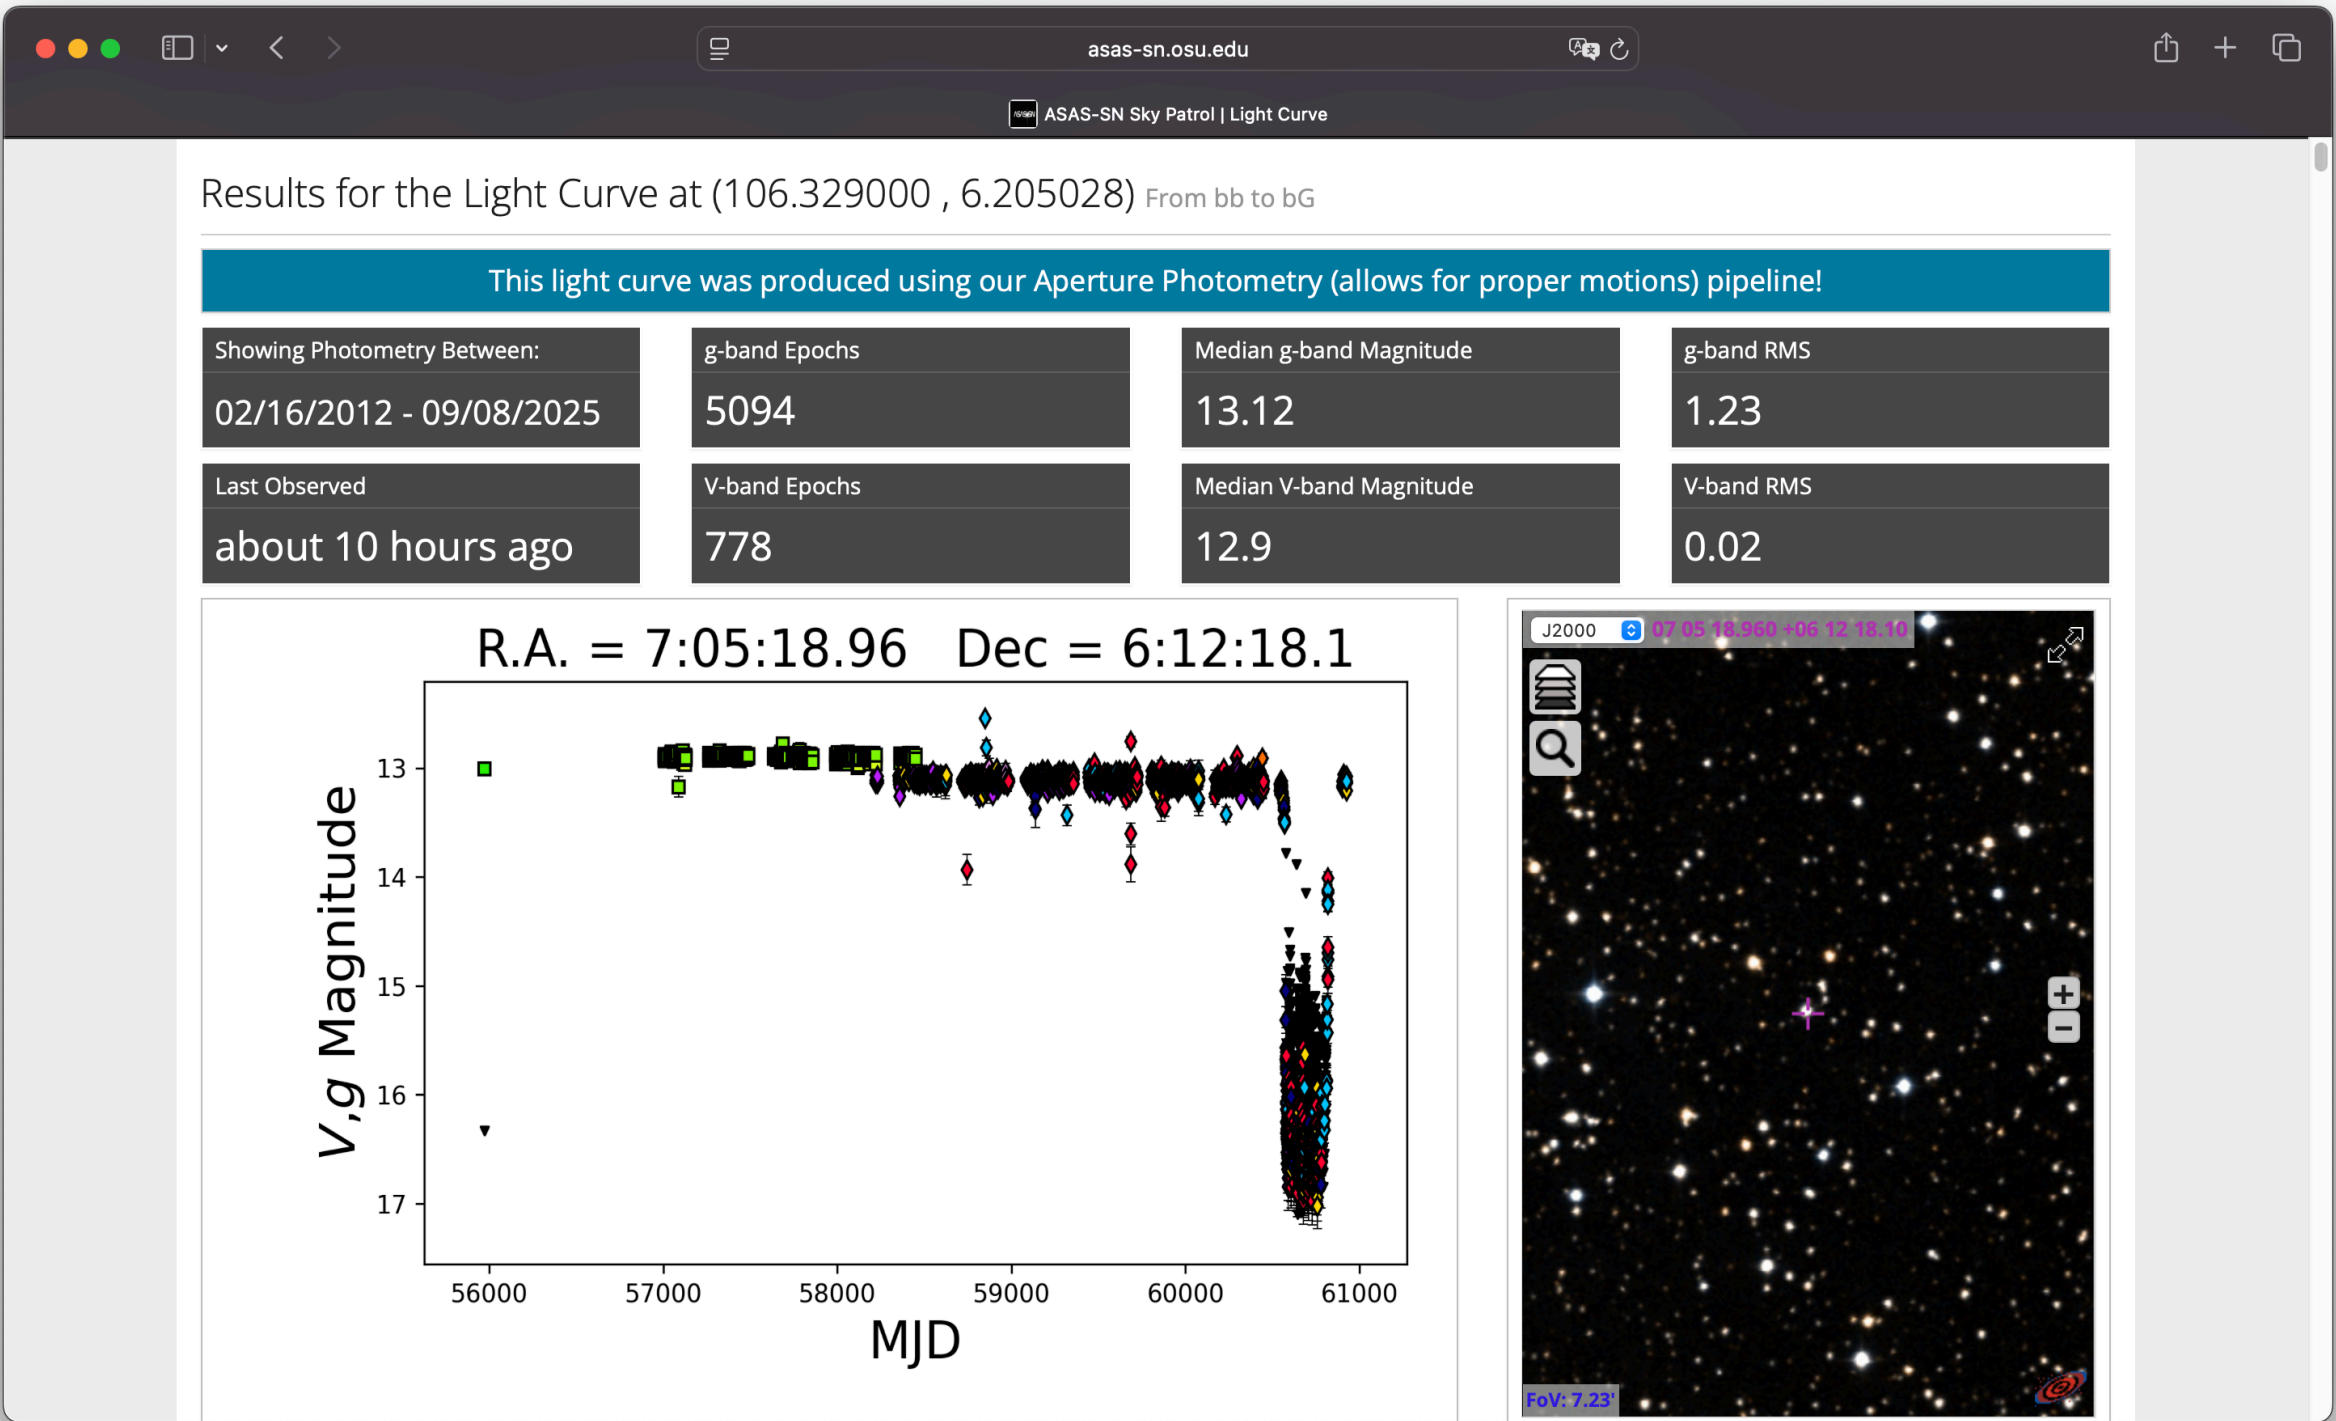 asas-sn.osu.edu
ASAS-SN Sky Patrol | Light Curve
Results for the Light Curve at (106.329000 , 6.205028) From bb to bG
This light curve was produced using our Aperture Photometry (allows for proper motions) pipeline!
Showing Photometry Between:
02/16/2012 - 09/08/2025
g-band Epochs
5094
Median g-band Magnitude
13.12
g-band RMS
1.23
Last Observed
about 10 hours ago
V-band Epochs
778
Median V-band Magnitude
12.9
V-band RMS
0.02
R.A. = 7:05:18.96 Dec = 6:12:18.1
V,g Magnitude
13
14
15
16
17
56000 57000 58000 59000 60000 61000
MJD
J2000 07 05 18.960 +06 12 18.10
+
−
FoV: 7.23'